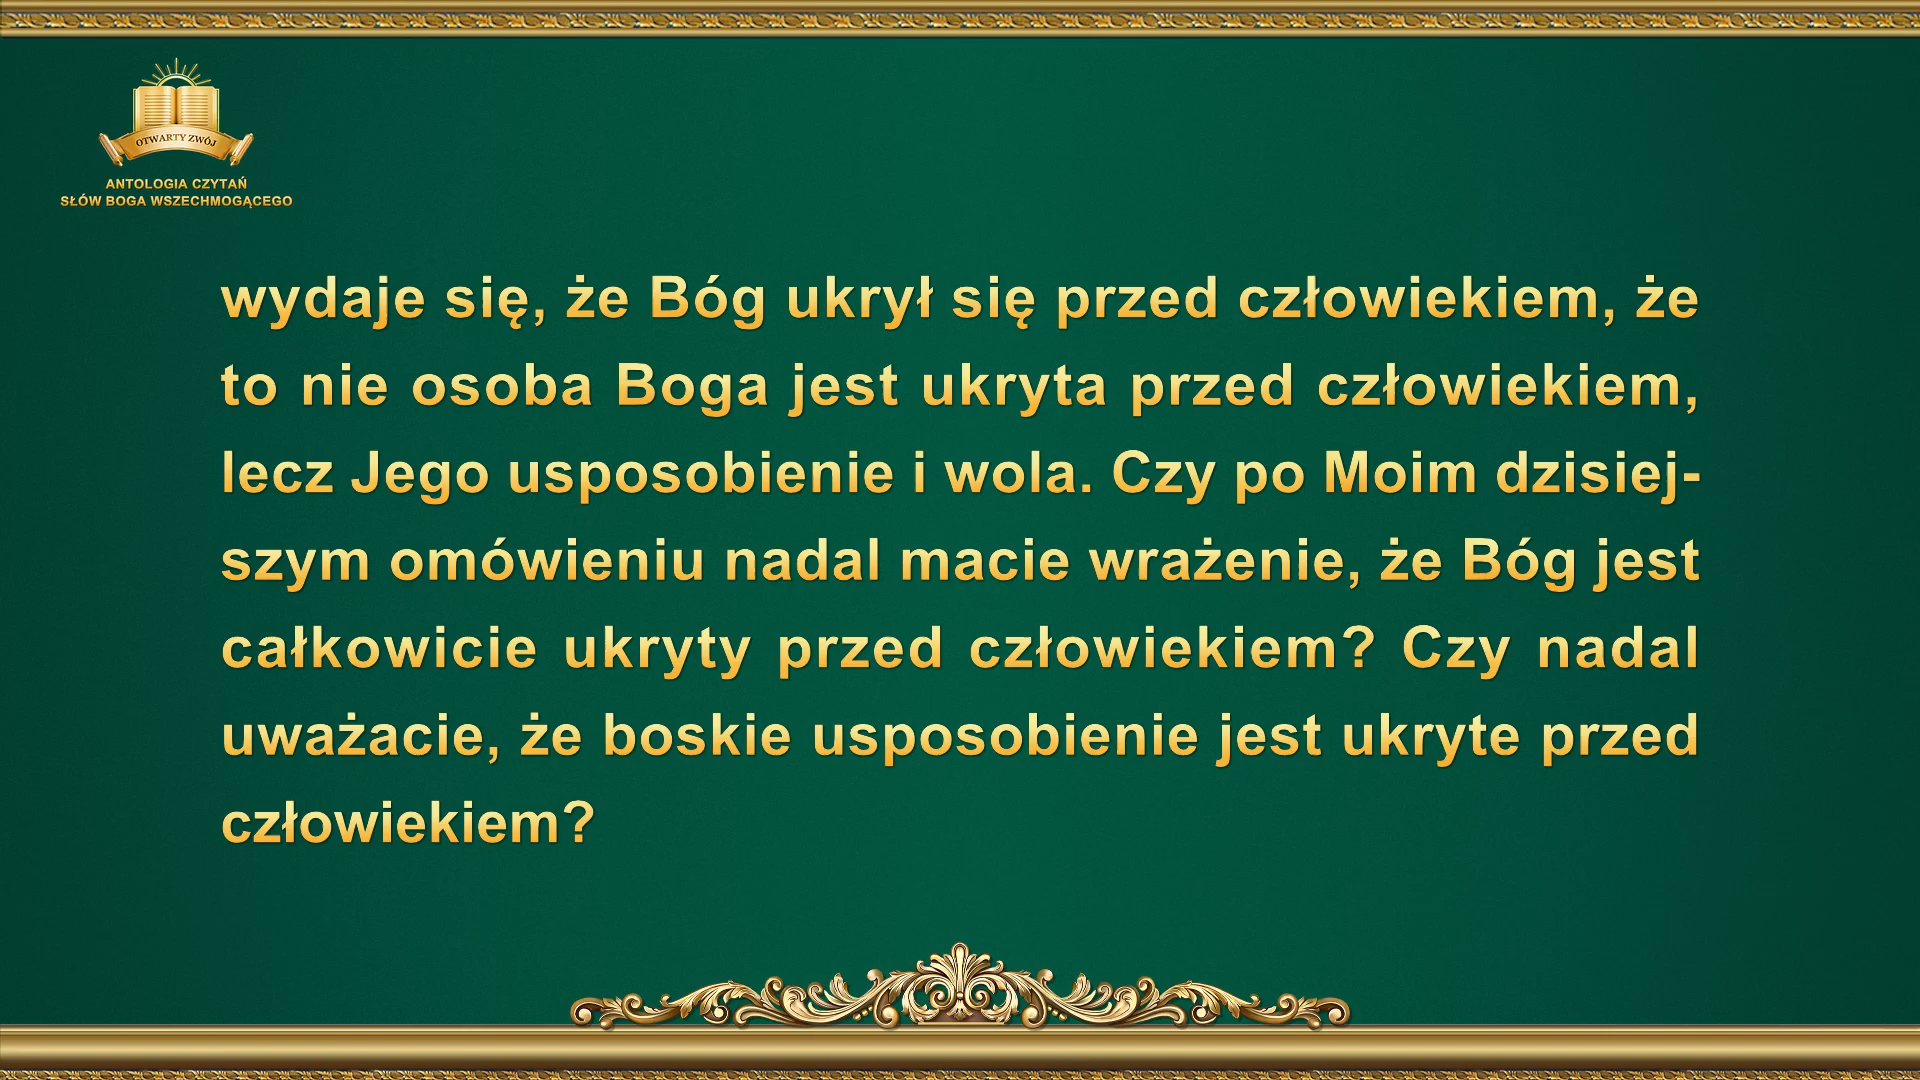 OTWARTY ZWÓJ
ANTOLOGIA CZYTAŃ
SŁÓW BOGA WSZECHMOGĄCEGO
wydaje się, że Bóg ukrył się przed człowiekiem, że
to nie osoba Boga jest ukryta przed człowiekiem,
lecz Jego usposobienie i wola. Czy po Moim dzisiej-
szym omówieniu nadal macie wrażenie, że Bóg jest
całkowicie ukryty przed człowiekiem? Czy nadal
uważacie, że boskie usposobienie jest ukryte przed
człowiekiem?